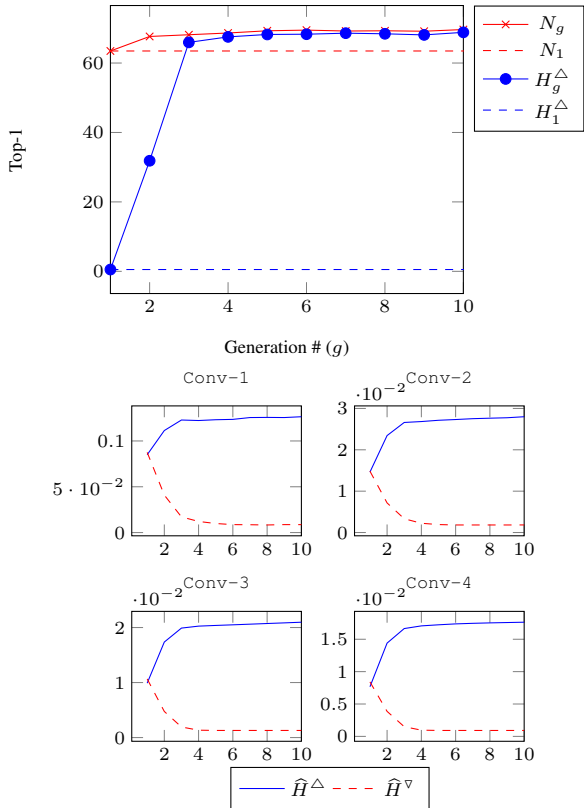 60
40
20
0
2 4 6 8 10
Top-1
Generation # (g)
N_g
N_1
H_g^△
H_1^△
Conv-1
0.1
5 · 10^−2
0
2 4 6 8 10
Conv-2
·10^−2
3
2
1
0
2 4 6 8 10
Conv-3
·10^−2
2
1
0
2 4 6 8 10
Conv-4
·10^−2
1.5
1
0.5
0
2 4 6 8 10
Ĥ^△ Ĥ^▽